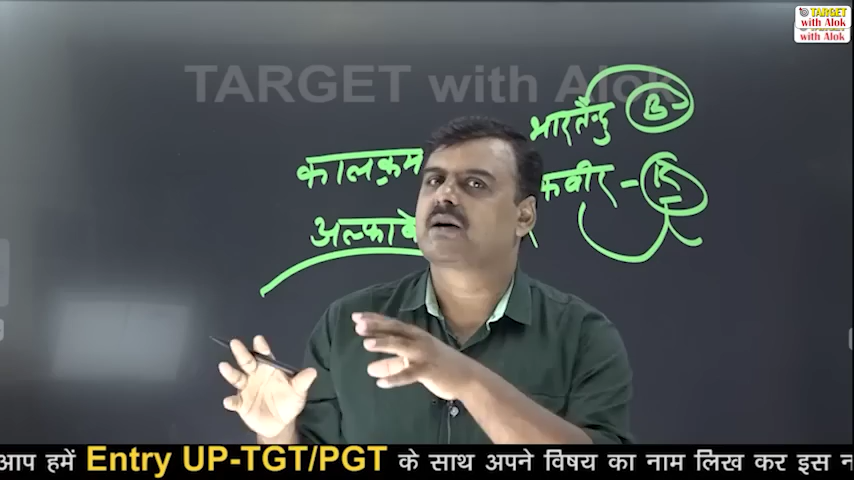 TARGET
with Alok
with Alok
TARGET with Alok
भारतेन्दु B
कालक्रम
कबीर - K
अल्फाबे
आप हमें Entry UP-TGT/PGT के साथ अपने विषय का नाम लिख कर इस न